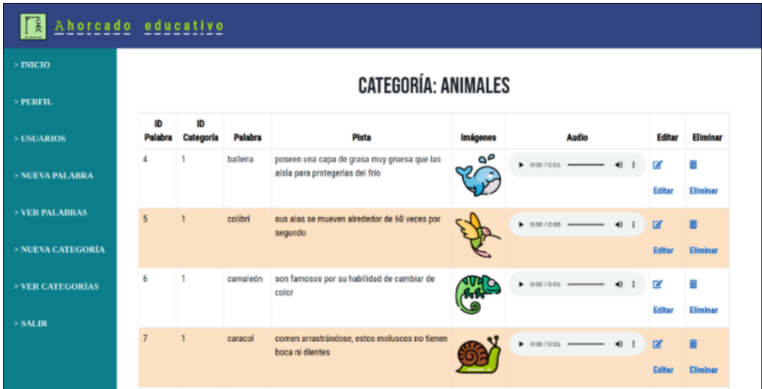 Ahorcado educativo
> INICIO
> PERFIL
> USUARIOS
> NUEVA PALABRA
> VER PALABRAS
> NUEVA CATEGORÍA
> VER CATEGORÍAS
> SALIR
CATEGORÍA: ANIMALES
ID Palabra ID Categoría Palabra Pista Imágenes Audio Editar Eliminar
4 1 ballena poseen una capa de grasa muy gruesa que las 0:00 / 0:01
aísla para protegerlas del frío
Editar Eliminar
5 1 colibrí sus alas se mueven alrededor de 60 veces por 0:00 / 0:00
segundo
Editar Eliminar
6 1 camaleón son famosos por su habilidad de cambiar de 0:00 / 0:01
color
Editar Eliminar
7 1 caracol comen arrastrándose, estos moluscos no tienen 0:00 / 0:01
boca ni dientes
Editar Eliminar